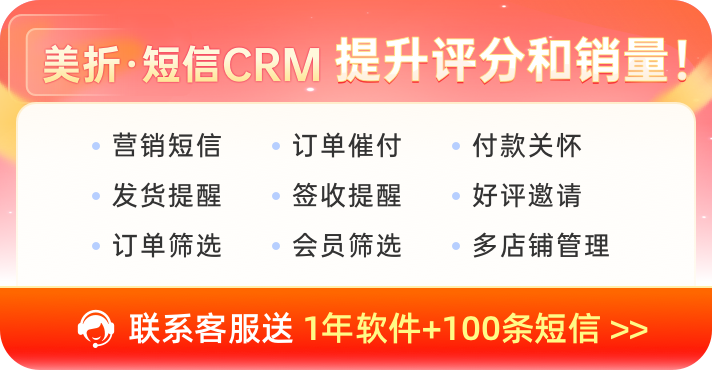 美折·短信CRM 提升评分和销量!
营销短信 订单催付 付款关怀
发货提醒 签收提醒 好评邀请
订单筛选 会员筛选 多店铺管理
联系客服送 1年软件+100条短信 >>